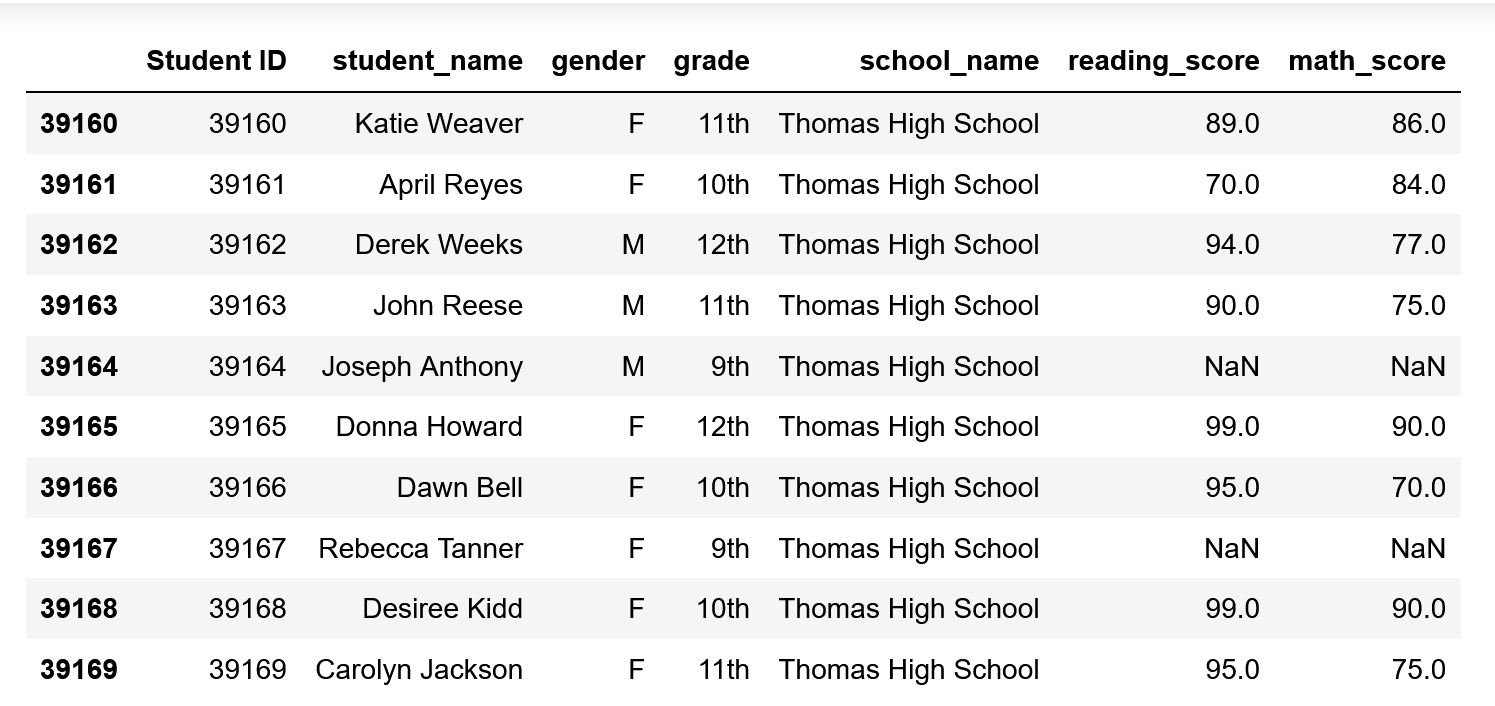 Student ID student_name gender grade school_name reading_score math_score
39160 39160 Katie Weaver F 11th Thomas High School 89.0 86.0
39161 39161 April Reyes F 10th Thomas High School 70.0 84.0
39162 39162 Derek Weeks M 12th Thomas High School 94.0 77.0
39163 39163 John Reese M 11th Thomas High School 90.0 75.0
39164 39164 Joseph Anthony M 9th Thomas High School NaN NaN
39165 39165 Donna Howard F 12th Thomas High School 99.0 90.0
39166 39166 Dawn Bell F 10th Thomas High School 95.0 70.0
39167 39167 Rebecca Tanner F 9th Thomas High School NaN NaN
39168 39168 Desiree Kidd F 10th Thomas High School 99.0 90.0
39169 39169 Carolyn Jackson F 11th Thomas High School 95.0 75.0